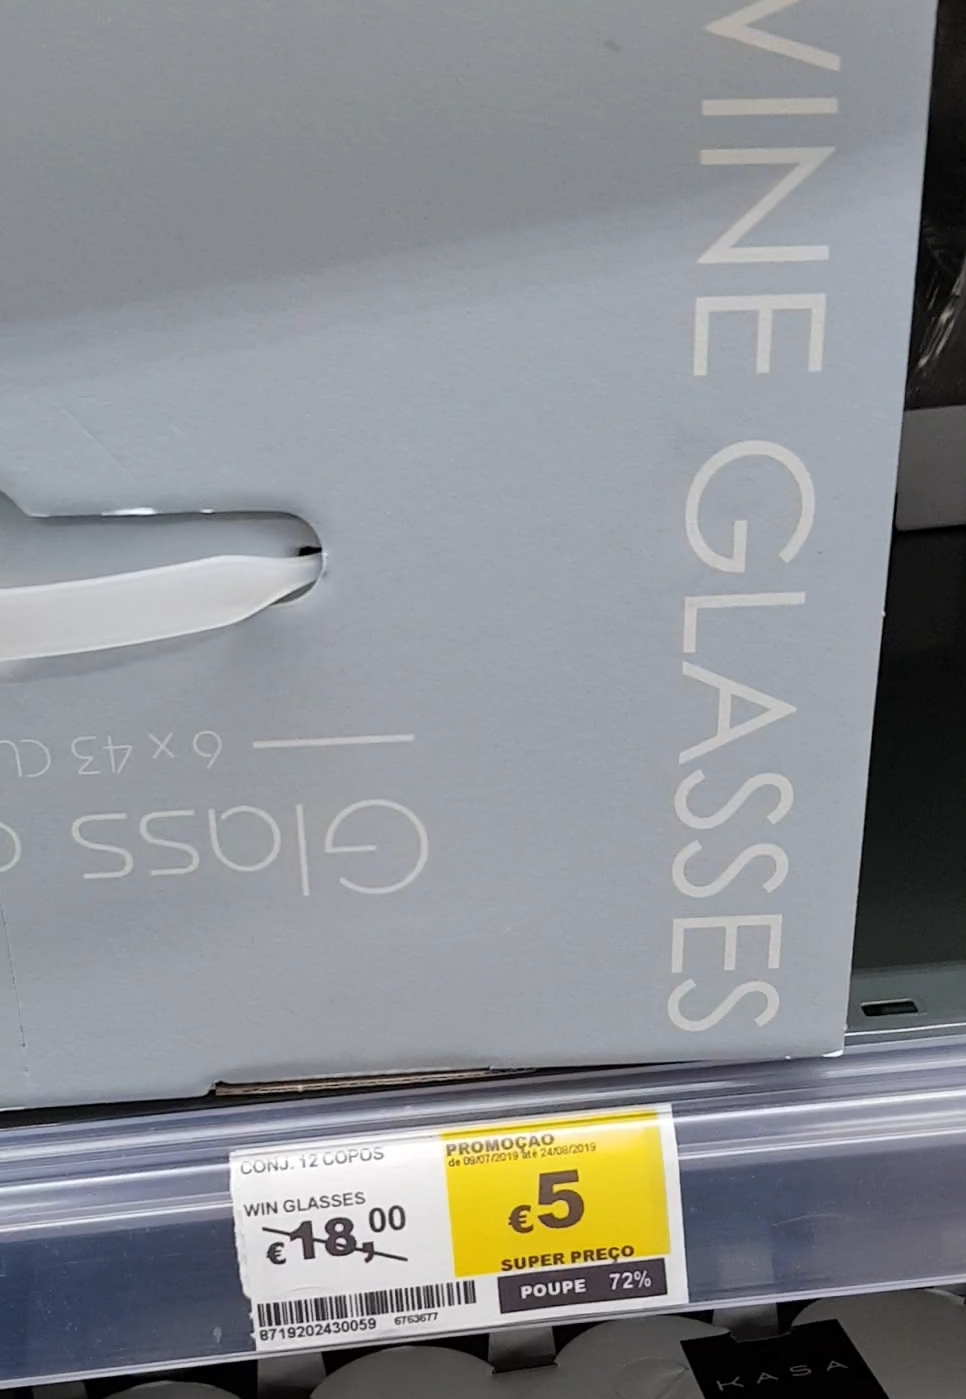 WINE GLASSES
6 x 43 CL
Glass
CONJ. 12 COPOS
WIN GLASSES
€18,00
8719202430059
6763677
PROMOÇAO
de 09/07/2019 até 24/08/2019
€5
SUPER PREÇO
POUPE 72%
KASA